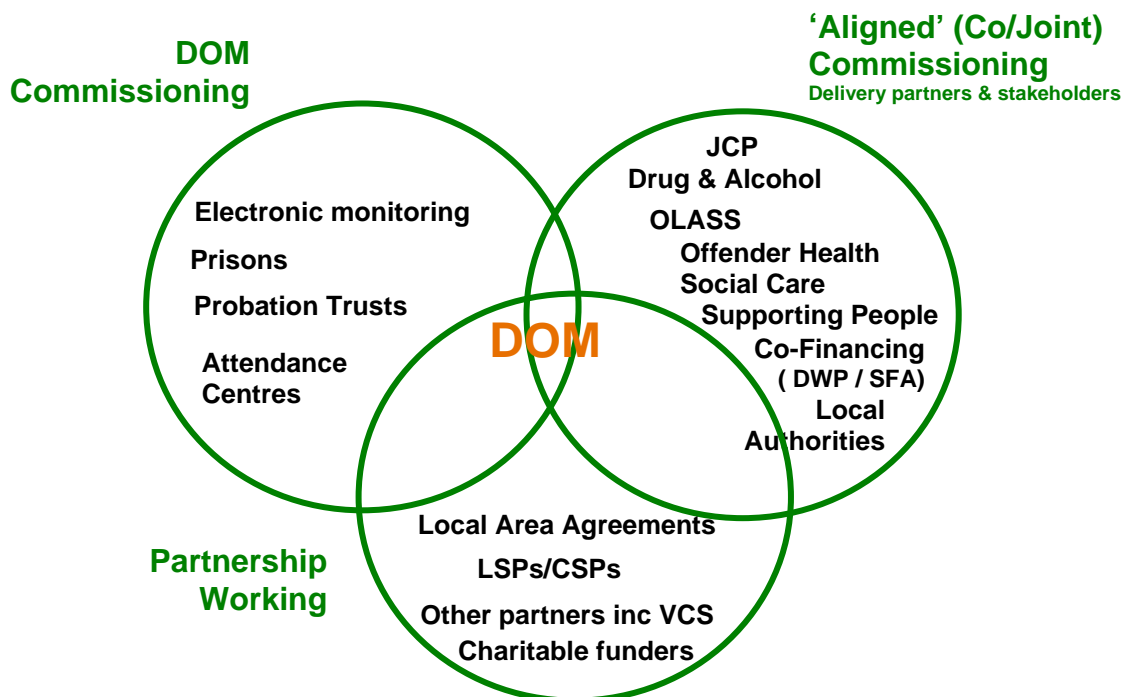 DOM
Commissioning
‘Aligned’ (Co/Joint)
Commissioning
Delivery partners & stakeholders
Electronic monitoring
Prisons
Probation Trusts
Attendance
Centres
JCP
Drug & Alcohol
OLASS
Offender Health
Social Care
Supporting People
Co-Financing
( DWP / SFA)
Local
Authorities
DOM
Partnership
Working
Local Area Agreements
LSPs/CSPs
Other partners inc VCS
Charitable funders